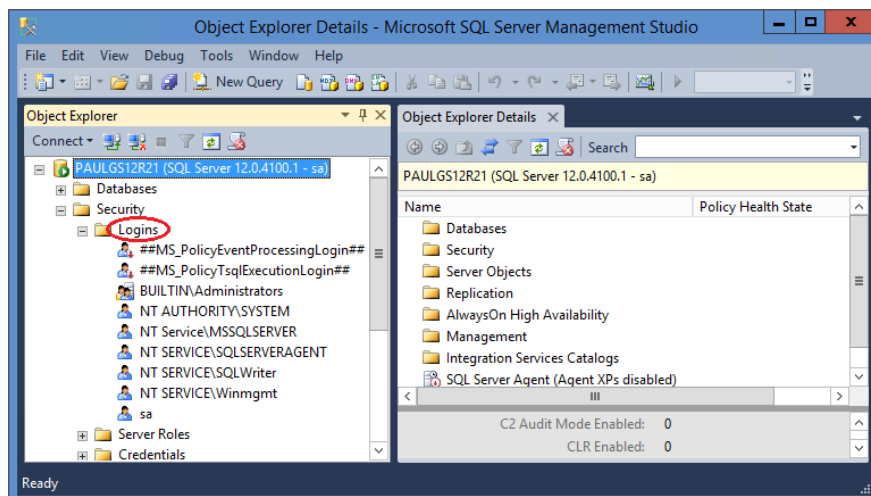 Object Explorer Details - Microsoft SQL Server Management Studio
File Edit View Debug Tools Window Help
New Query
Object Explorer
Connect
PAULGS12R21 (SQL Server 12.0.4100.1 - sa)
Databases
Security
Logins
##MS_PolicyEventProcessingLogin##
##MS_PolicyTsqlExecutionLogin##
BUILTIN\Administrators
NT AUTHORITY\SYSTEM
NT Service\MSSQLSERVER
NT SERVICE\SQLSERVERAGENT
NT SERVICE\SQLWriter
NT SERVICE\Winmgmt
sa
Server Roles
Credentials
Object Explorer Details
Search
PAULGS12R21 (SQL Server 12.0.4100.1 - sa)
Name Policy Health State
Databases
Security
Server Objects
Replication
AlwaysOn High Availability
Management
Integration Services Catalogs
SQL Server Agent (Agent XPs disabled)
C2 Audit Mode Enabled: 0
CLR Enabled: 0
Ready